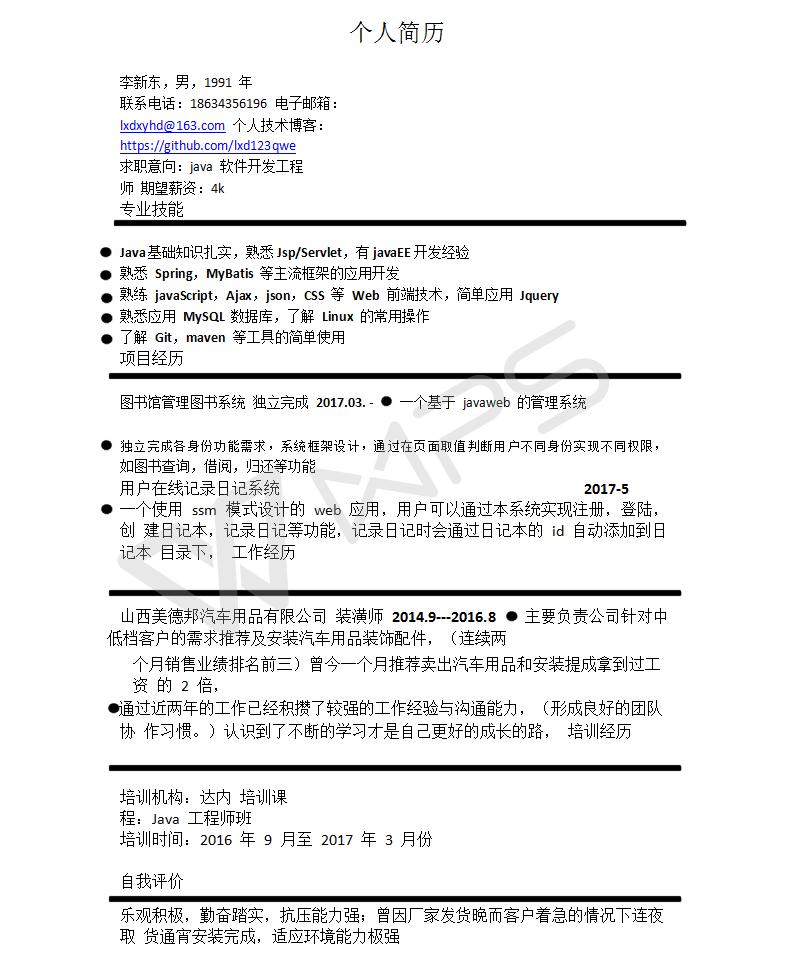 个人简历
李新东，男，1991 年
联系电话：18634356196 电子邮箱：
lxdxyhd@163.com 个人技术博客：
https://github.com/lxd123qwe
求职意向：java 软件开发工程
师 期望薪资：4k
专业技能
● Java基础知识扎实，熟悉Jsp/Servlet，有javaEE开发经验
● 熟悉 Spring，MyBatis 等主流框架的应用开发
● 熟练 javaScript，Ajax，json，CSS 等 Web 前端技术，简单应用 Jquery
● 熟悉应用 MySQL 数据库，了解 Linux 的常用操作
● 了解 Git，maven 等工具的简单使用
项目经历
图书馆管理图书系统 独立完成 2017.03. - ● 一个基于 javaweb 的管理系统
● 独立完成各身份功能需求，系统框架设计，通过在页面取值判断用户不同身份实现不同权限，
如图书查询，借阅，归还等功能
用户在线记录日记系统 2017-5
● 一个使用 ssm 模式设计的 web 应用，用户可以通过本系统实现注册，登陆，
创 建日记本，记录日记等功能，记录日记时会通过日记本的 id 自动添加到日
记本 目录下， 工作经历
山西美德邦汽车用品有限公司 装潢师 2014.9---2016.8 ● 主要负责公司针对中
低档客户的需求推荐及安装汽车用品装饰配件，（连续两
个月销售业绩排名前三）曾今一个月推荐卖出汽车用品和安装提成拿到过工
资 的 2 倍，
●通过近两年的工作已经积攒了较强的工作经验与沟通能力，（形成良好的团队
协 作习惯。）认识到了不断的学习才是自己更好的成长的路， 培训经历
培训机构：达内 培训课
程：Java 工程师班
培训时间：2016 年 9 月至 2017 年 3 月份
自我评价
乐观积极，勤奋踏实，抗压能力强；曾因厂家发货晚而客户着急的情况下连夜
取 货通宵安装完成，适应环境能力极强
WPS